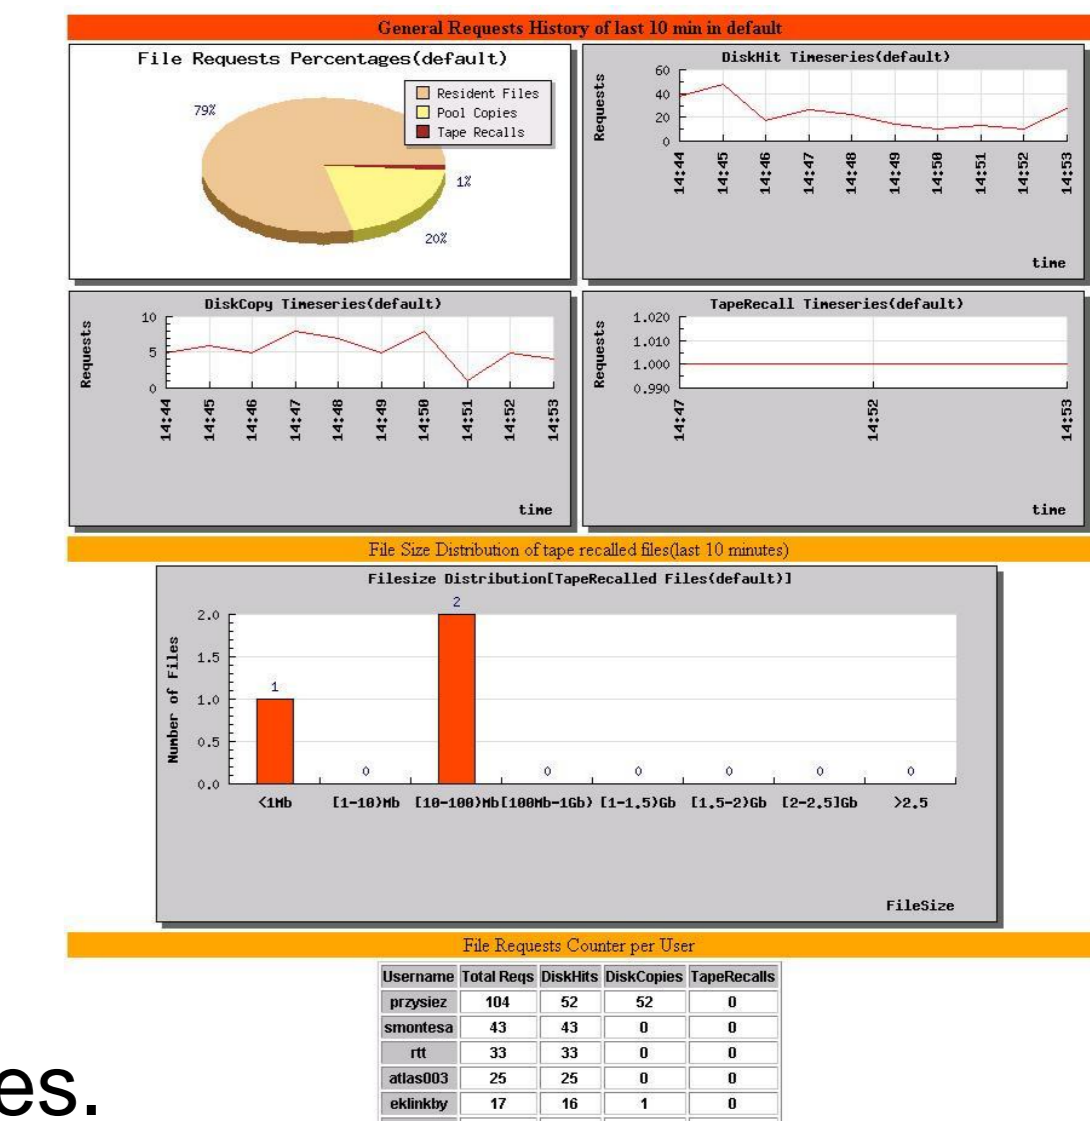 General Requests History of last 10 min in default
File Requests Percentages(default)
Resident Files
Pool Copies
Tape Recalls
79%
1%
20%
DiskHit Timeseries(default)
Requests
60
40
20
0
14:44 14:45 14:46 14:47 14:48 14:49 14:50 14:51 14:52 14:53
time
DiskCopy Timeseries(default)
Requests
10
5
0
14:44 14:45 14:46 14:47 14:48 14:49 14:50 14:51 14:52 14:53
time
TapeRecall Timeseries(default)
Requests
1.020
1.010
1.000
0.990
14:47 14:52 14:53
time
File Size Distribution of tape recalled files(last 10 minutes)
Filesize Distribution[TapeRecalled Files(default)]
Number of Files
2.0
1.5
1.0
0.5
0.0
1 0 2 0 0 0 0 0
<1Mb [1-10)Mb [10-100)Mb [100Mb-1Gb) [1-1.5)Gb [1.5-2)Gb [2-2.5]Gb >2.5
FileSize
File Requests Counter per User
Username Total Reqs DiskHits DiskCopies TapeRecalls
przysiez 104 52 52 0
smontesa 43 43 0 0
rtt 33 33 0 0
atlas003 25 25 0 0
eklinkby 17 16 1 0
es.